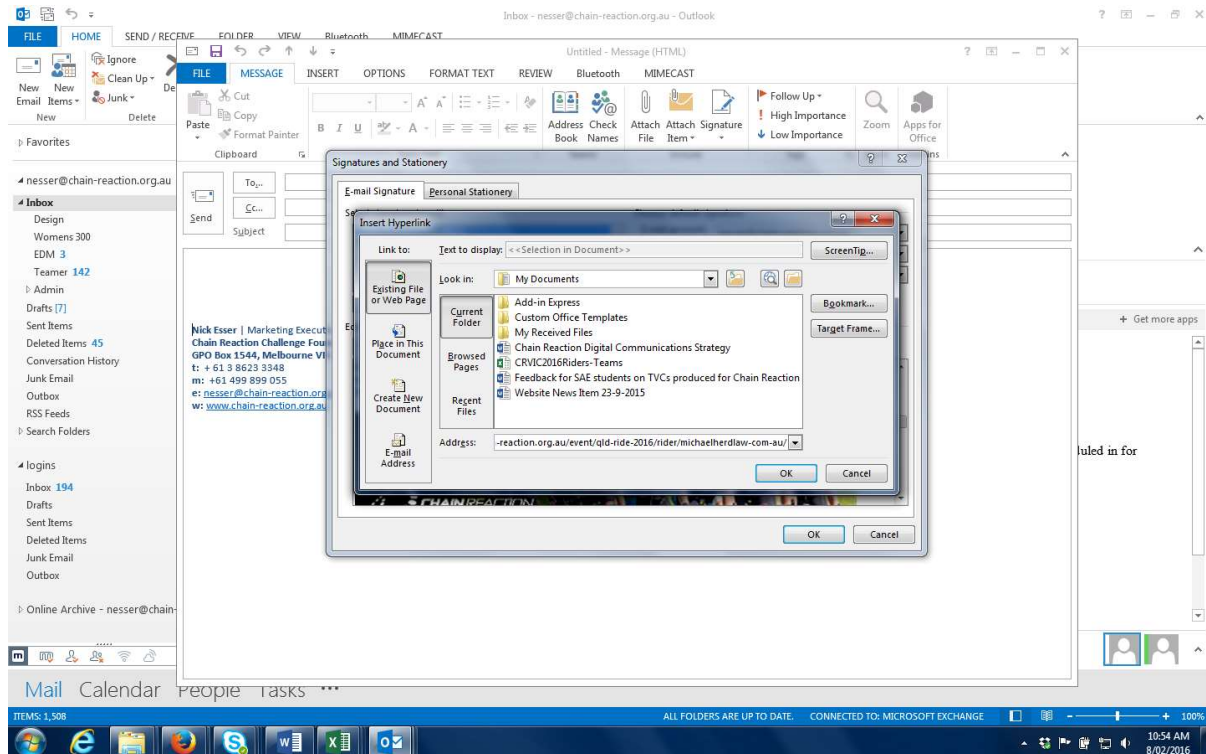 Inbox - nesser@chain-reaction.org.au - Outlook
FILE HOME SEND / RECEIVE FOLDER VIEW Bluetooth MIMECAST
New Email
New Items
Ignore
Clean Up
Junk
De
New
Delete
Favorites
nesser@chain-reaction.org.au
Inbox
Design
Womens 300
EDM 3
Teamer 142
Admin
Drafts [7]
Sent Items
Deleted Items 45
Conversation History
Junk Email
Outbox
RSS Feeds
Search Folders
logins
Inbox 194
Drafts
Sent Items
Deleted Items
Junk Email
Outbox
Online Archive - nesser@chain-
Untitled - Message (HTML)
FILE MESSAGE INSERT OPTIONS FORMAT TEXT REVIEW Bluetooth MIMECAST
Paste
Cut
Copy
Format Painter
Clipboard
B I U
Address Book
Check Names
Attach File
Attach Item
Signature
Follow Up
High Importance
Low Importance
Zoom
Apps for Office
Send
To...
Cc...
Subject
Nick Esser | Marketing Execut
Chain Reaction Challenge Fou
GPO Box 1544, Melbourne VI
t: + 61 3 8623 3348
m: +61 499 899 055
e: nesser@chain-reaction.org
w: www.chain-reaction.org.au
Signatures and Stationery
E-mail Signature Personal Stationery
Insert Hyperlink
Link to:
Text to display: <<Selection in Document>>
ScreenTip...
Existing File or Web Page
Place in This Document
Create New Document
E-mail Address
Look in: My Documents
Current Folder
Browsed Pages
Recent Files
Add-in Express
Custom Office Templates
My Received Files
Chain Reaction Digital Communications Strategy
CRVIC2016Riders-Teams
Feedback for SAE students on TVCs produced for Chain Reaction
Website News Item 23-9-2015
Bookmark...
Target Frame...
Address: -reaction.org.au/event/qld-ride-2016/rider/michaelherdlaw-com-au/
OK Cancel
CHAIN REACTION
OK Cancel
+ Get more apps
luled in for
Mail Calendar People Tasks ...
ITEMS: 1,508
ALL FOLDERS ARE UP TO DATE. CONNECTED TO: MICROSOFT EXCHANGE
100%
10:54 AM
8/02/2016